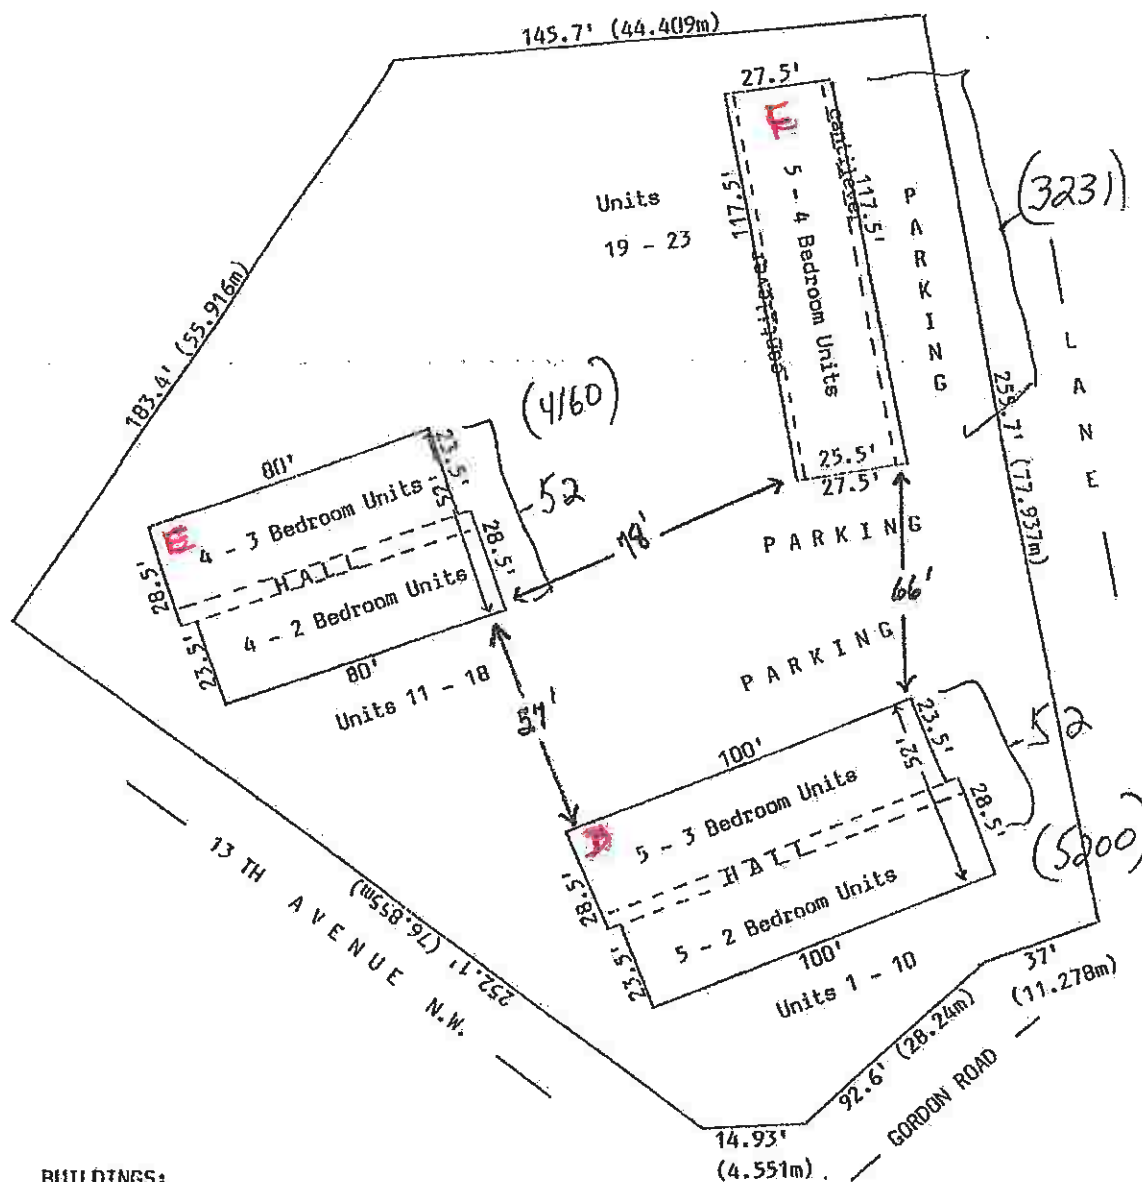 145.7' (44.409m)
27.5'
F
cantilever
117.5'
117.5'
5 - 4 Bedroom Units
Units
19 - 23
PARKING
(3231)
LANE
183.4' (55.916m)
255.7' (77.937m)
25.5'
27.5'
(4160)
52
80'
23.5'
52'
28.5'
E
4 - 3 Bedroom Units
HALL
4 - 2 Bedroom Units
28.5'
23.5'
80'
Units 11 - 18
78'
PARKING
66'
PARKING
57'
100'
23.5'
52'
52
28.5'
(5200)
D
5 - 3 Bedroom Units
HALL
5 - 2 Bedroom Units
28.5'
23.5'
100'
Units 1 - 10
13 TH AVENUE N.W.
252.1' (76.855m)
37'
(11.278m)
92.6' (28.24m)
GORDON ROAD
14.93'
(4.551m)
BUILDINGS: